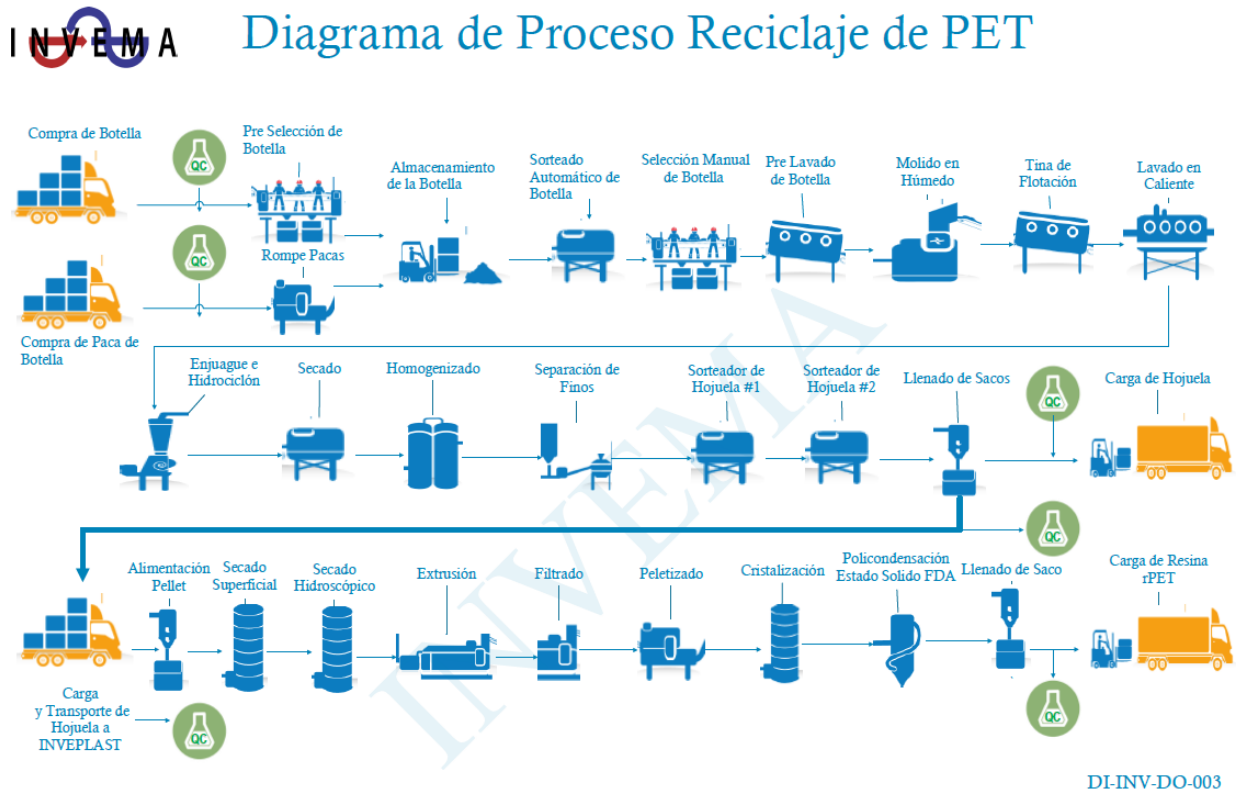 INVEMA
Diagrama de Proceso Reciclaje de PET
Compra de Botella
QC
Pre Selección de
Botella
Almacenamiento
de la Botella
Sorteado
Automático de
Botella
Selección Manual
de Botella
Pre Lavado
de Botella
Molido en
Húmedo
Tina de
Flotación
Lavado en
Caliente
QC
Rompe Pacas
Compra de Paca de
Botella
Enjuague e
Hidrociclón
Secado
Homogenizado
Separación de
Finos
Sorteador de
Hojuela #1
Sorteador de
Hojuela #2
Llenado de Sacos
QC
Carga de Hojuela
QC
Alimentación
Pellet
Secado
Superficial
Secado
Hidroscópico
Extrusión
Filtrado
Peletizado
Cristalización
Policondensación
Estado Solido FDA
Llenado de Saco
Carga de Resina
rPET
Carga
y Transporte de
Hojuela a
INVEPLAST
QC
QC
INVEMA
DI-INV-DO-003